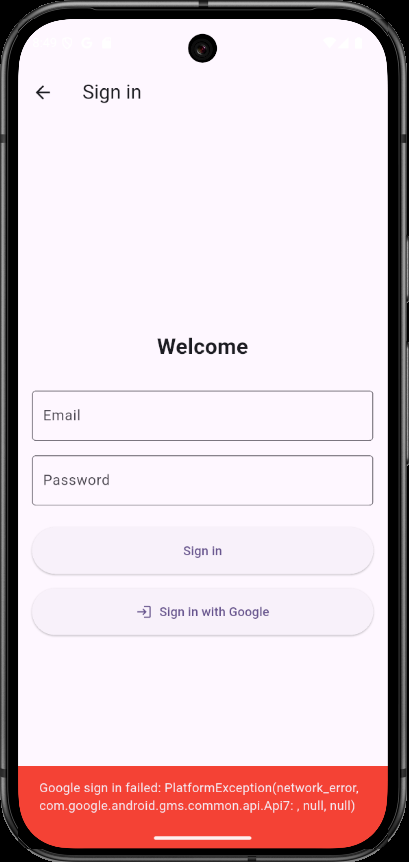 Sign in
Welcome
Email
Password
Sign in
Sign in with Google
Google sign in failed: PlatformException(network_error,
com.google.android.gms.common.api.Api7: , null, null)